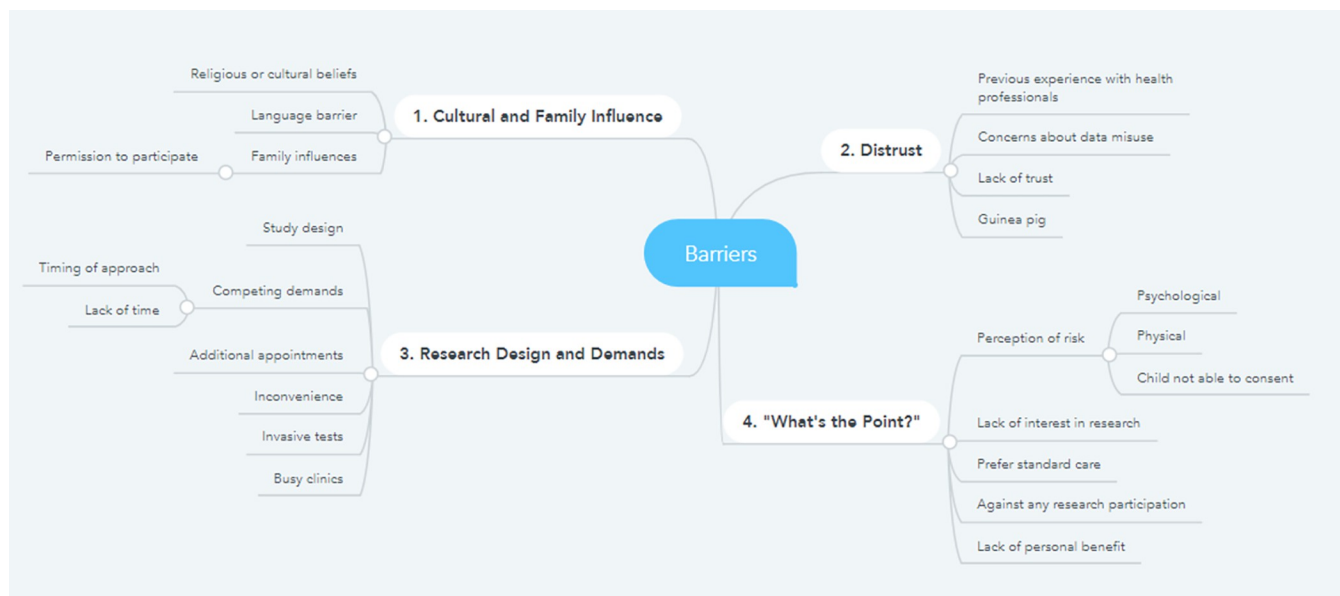 Barriers
1. Cultural and Family Influence
Religious or cultural beliefs
Language barrier
Family influences
Permission to participate
2. Distrust
Previous experience with health
professionals
Concerns about data misuse
Lack of trust
Guinea pig
3. Research Design and Demands
Study design
Competing demands
Timing of approach
Lack of time
Additional appointments
Inconvenience
Invasive tests
Busy clinics
4. "What's the Point?"
Perception of risk
Psychological
Physical
Child not able to consent
Lack of interest in research
Prefer standard care
Against any research participation
Lack of personal benefit